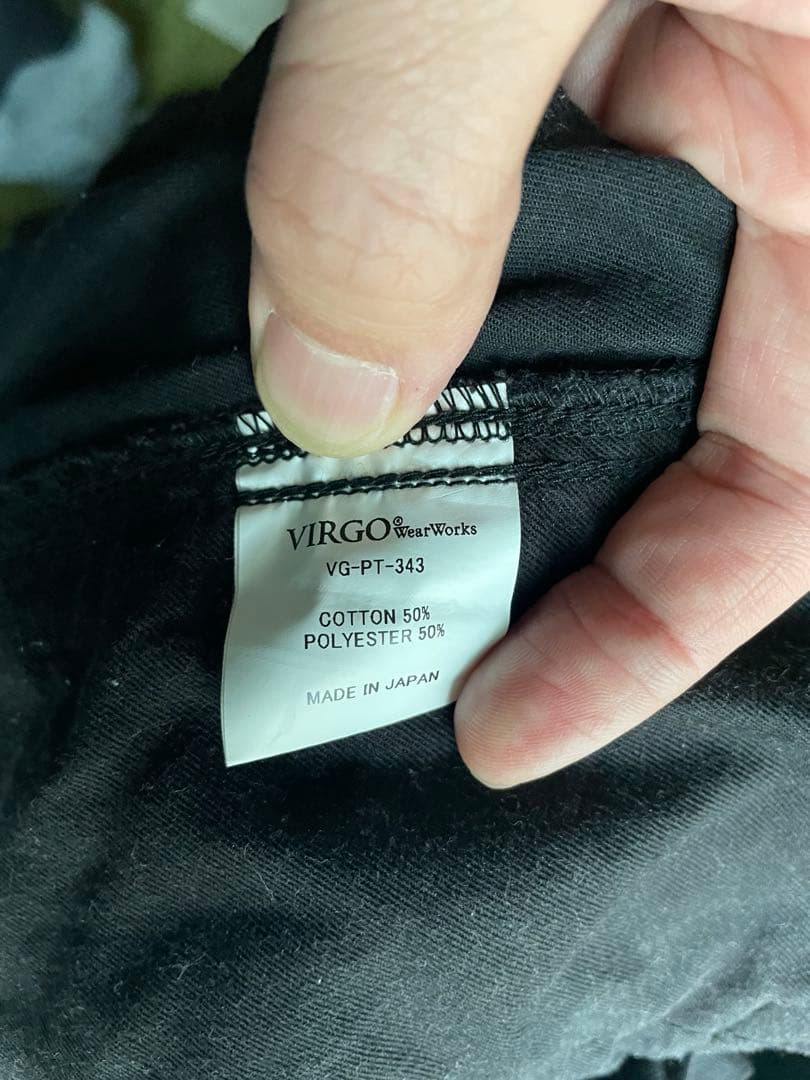 VIRGO® WearWorks
VG-PT-343
COTTON 50%
POLYESTER 50%
MADE IN JAPAN